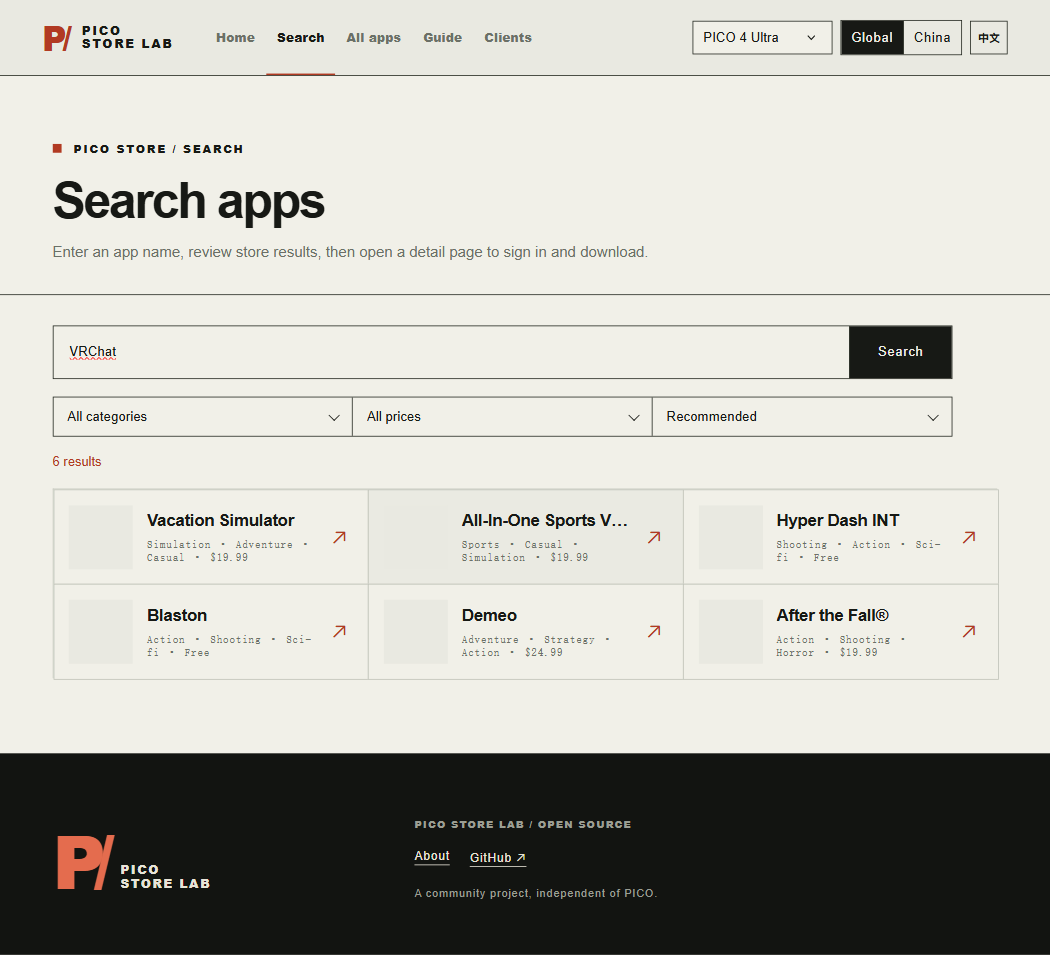 P/ PICO
STORE LAB
Home Search All apps Guide Clients
PICO 4 Ultra
Global China
中文
PICO STORE / SEARCH
Search apps
Enter an app name, review store results, then open a detail page to sign in and download.
VRChat
Search
All categories
All prices
Recommended
6 results
Vacation Simulator
Simulation • Adventure •
Casual • $19.99
All-In-One Sports V...
Sports • Casual •
Simulation • $19.99
Hyper Dash INT
Shooting • Action • Sci-
fi • Free
Blaston
Action • Shooting • Sci-
fi • Free
Demeo
Adventure • Strategy •
Action • $24.99
After the Fall®
Action • Shooting •
Horror • $19.99
P/ PICO
STORE LAB
PICO STORE LAB / OPEN SOURCE
About GitHub
A community project, independent of PICO.